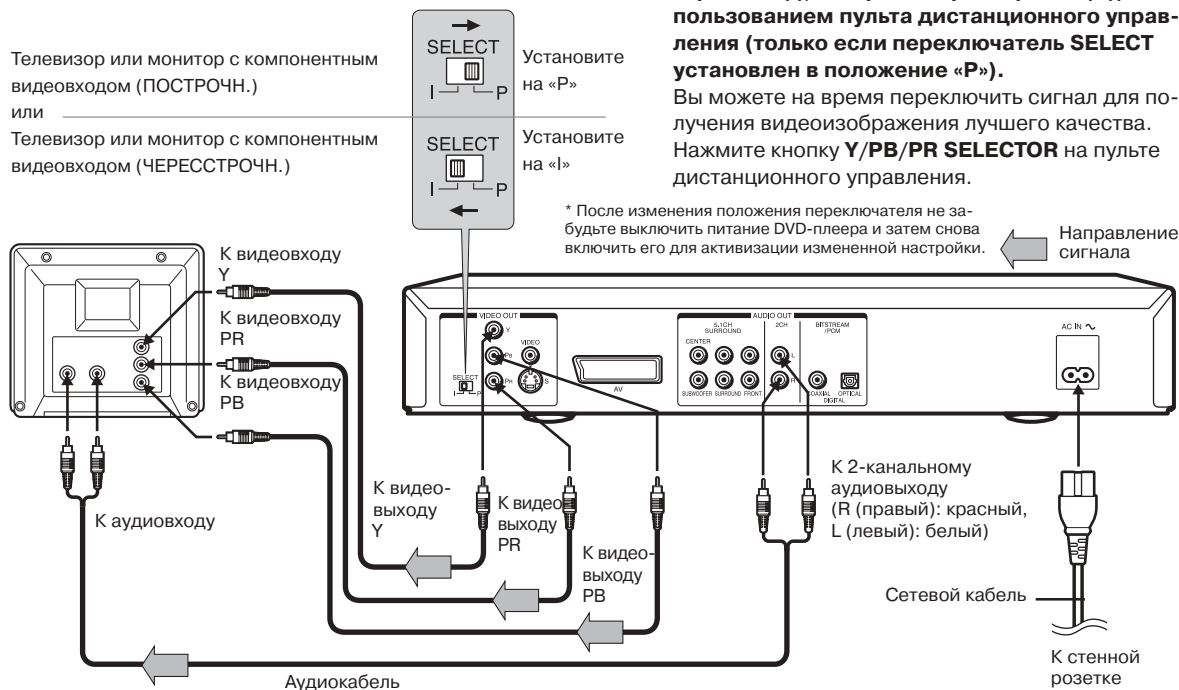 пользованием пульта дистанционного управ-
ления (только если переключатель SELECT
установлен в положение «P»).
Вы можете на время переключить сигнал для по-
лучения видеоизображения лучшего качества.
Нажмите кнопку Y/PB/PR SELECTOR на пульте
дистанционного управления.
Телевизор или монитор с компонентным
видеовходом (ПОСТРОЧН.)
или
Телевизор или монитор с компонентным
видеовходом (ЧЕРЕССТРОЧН.)
SELECT
I P
Установите
на «P»
SELECT
I P
Установите
на «I»
* После изменения положения переключателя не за-
будьте выключить питание DVD-плеера и затем снова
включить его для активизации измененной настройки.
Направление
сигнала
К видеовходу
Y
К видеовходу
PR
К видеовходу
PB
VIDEO OUT
Y
PB
VIDEO
SELECT
I P
PR
S
AV
AUDIO OUT
5.1CH
SURROUND
2CH
BITSTREAM
/PCM
CENTER
L
R
SUBWOOFER SURROUND FRONT
COAXIAL OPTICAL
DIGITAL
AC IN ~
К аудиовходу
К видео-
выходу
Y
К видео-
выходу
PR
К видео-
выходу
PB
К 2-канальному
аудиовыходу
(R (правый): красный,
L (левый): белый)
Сетевой кабель
К стенной
розетке
Аудиокабель